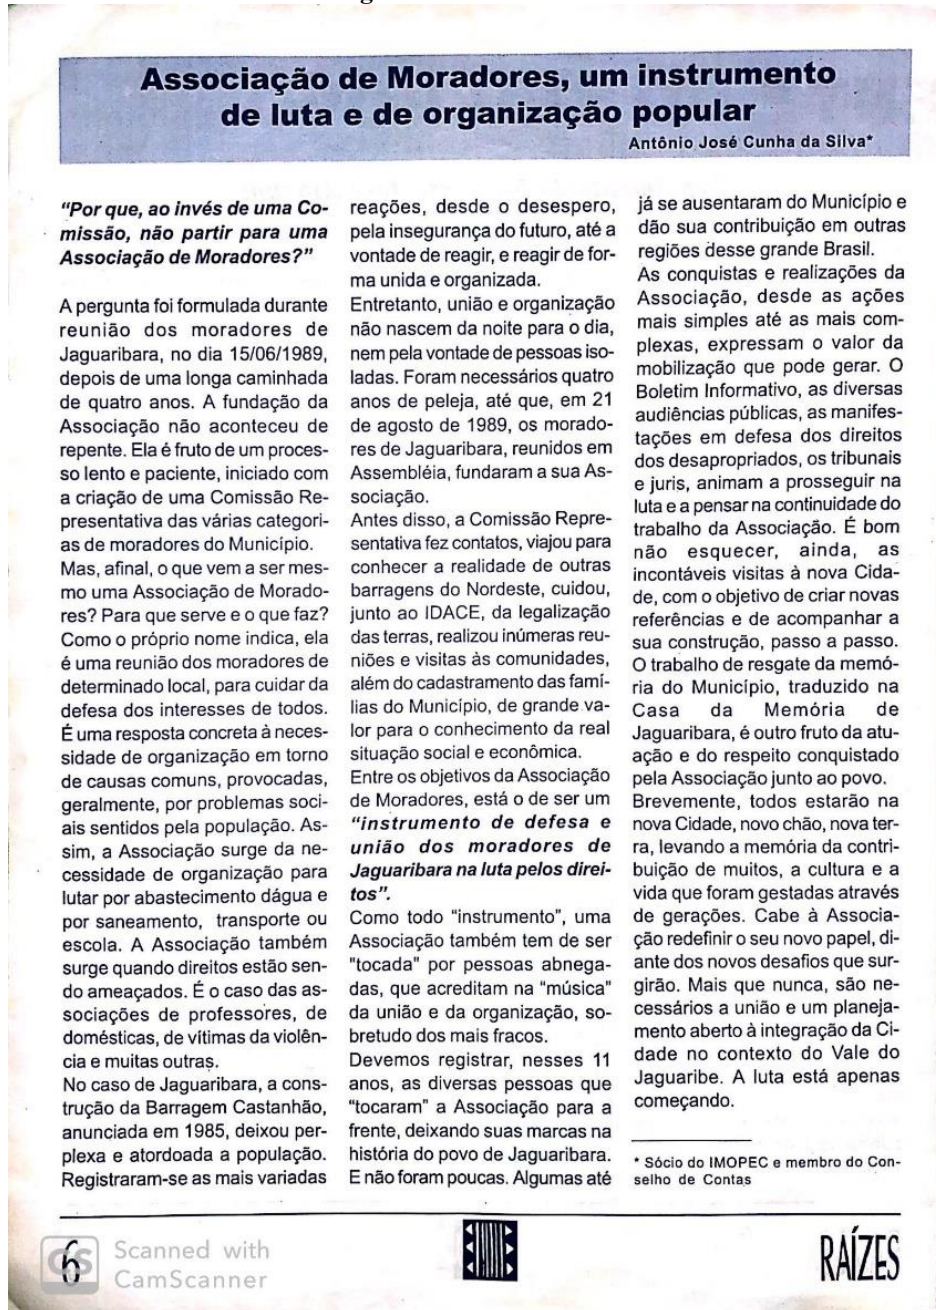 Associação de Moradores, um instrumento
de luta e de organização popular
Antônio José Cunha da Silva*
"Por que, ao invés de uma Co-
missão, não partir para uma
Associação de Moradores?"
A pergunta foi formulada durante
reunião dos moradores de
Jaguaribara, no dia 15/06/1989,
depois de uma longa caminhada
de quatro anos. A fundação da
Associação não aconteceu de
repente. Ela é fruto de um proces-
so lento e paciente, iniciado com
a criação de uma Comissão Re-
presentativa das várias categori-
as de moradores do Município.
Mas, afinal, o que vem a ser mes-
mo uma Associação de Morado-
res? Para que serve e o que faz?
Como o próprio nome indica, ela
é uma reunião dos moradores de
determinado local, para cuidar da
defesa dos interesses de todos.
É uma resposta concreta à neces-
sidade de organização em torno
de causas comuns, provocadas,
geralmente, por problemas soci-
ais sentidos pela população. As-
sim, a Associação surge da ne-
cessidade de organização para
lutar por abastecimento dágua e
por saneamento, transporte ou
escola. A Associação também
surge quando direitos estão sen-
do ameaçados. É o caso das as-
sociações de professores, de
domésticas, de vítimas da violên-
cia e muitas outras.
No caso de Jaguaribara, a cons-
trução da Barragem Castanhão,
anunciada em 1985, deixou per-
plexa e atordoada a população.
Registraram-se as mais variadas
reações, desde o desespero,
pela insegurança do futuro, até a
vontade de reagir, e reagir de for-
ma unida e organizada.
Entretanto, união e organização
não nascem da noite para o dia,
nem pela vontade de pessoas iso-
ladas. Foram necessários quatro
anos de peleja, até que, em 21
de agosto de 1989, os morado-
res de Jaguaribara, reunidos em
Assembléia, fundaram a sua As-
sociação.
Antes disso, a Comissão Repre-
sentativa fez contatos, viajou para
conhecer a realidade de outras
barragens do Nordeste, cuidou,
junto ao IDACE, da legalização
das terras, realizou inúmeras reu-
niões e visitas às comunidades,
além do cadastramento das famí-
lias do Município, de grande va-
lor para o conhecimento da real
situação social e econômica.
Entre os objetivos da Associação
de Moradores, está o de ser um
"instrumento de defesa e
união dos moradores de
Jaguaribara na luta pelos direi-
tos".
Como todo "instrumento", uma
Associação também tem de ser
"tocada" por pessoas abnega-
das, que acreditam na "música"
da união e da organização, so-
bretudo dos mais fracos.
Devemos registrar, nesses 11
anos, as diversas pessoas que
"tocaram" a Associação para a
frente, deixando suas marcas na
história do povo de Jaguaribara.
E não foram poucas. Algumas até
já se ausentaram do Município e
dão sua contribuição em outras
regiões desse grande Brasil.
As conquistas e realizações da
Associação, desde as ações
mais simples até as mais com-
plexas, expressam o valor da
mobilização que pode gerar. O
Boletim Informativo, as diversas
audiências públicas, as manifes-
tações em defesa dos direitos
dos desapropriados, os tribunais
e juris, animam a prosseguir na
luta e a pensar na continuidade do
trabalho da Associação. É bom
não esquecer, ainda, as
incontáveis visitas à nova Cida-
de, com o objetivo de criar novas
referências e de acompanhar a
sua construção, passo a passo.
O trabalho de resgate da memó-
ria do Município, traduzido na
Casa da Memória de
Jaguaribara, é outro fruto da atu-
ação e do respeito conquistado
pela Associação junto ao povo.
Brevemente, todos estarão na
nova Cidade, novo chão, nova ter-
ra, levando a memória da contri-
buição de muitos, a cultura e a
vida que foram gestadas através
de gerações. Cabe à Associa-
ção redefinir o seu novo papel, di-
ante dos novos desafios que sur-
girão. Mais que nunca, são ne-
cessários a união e um planeja-
mento aberto à integração da Ci-
dade no contexto do Vale do
Jaguaribe. A luta está apenas
começando.
* Sócio do IMOPEC e membro do Con-
selho de Contas
6
CS
Scanned with
CamScanner
RAÍZES